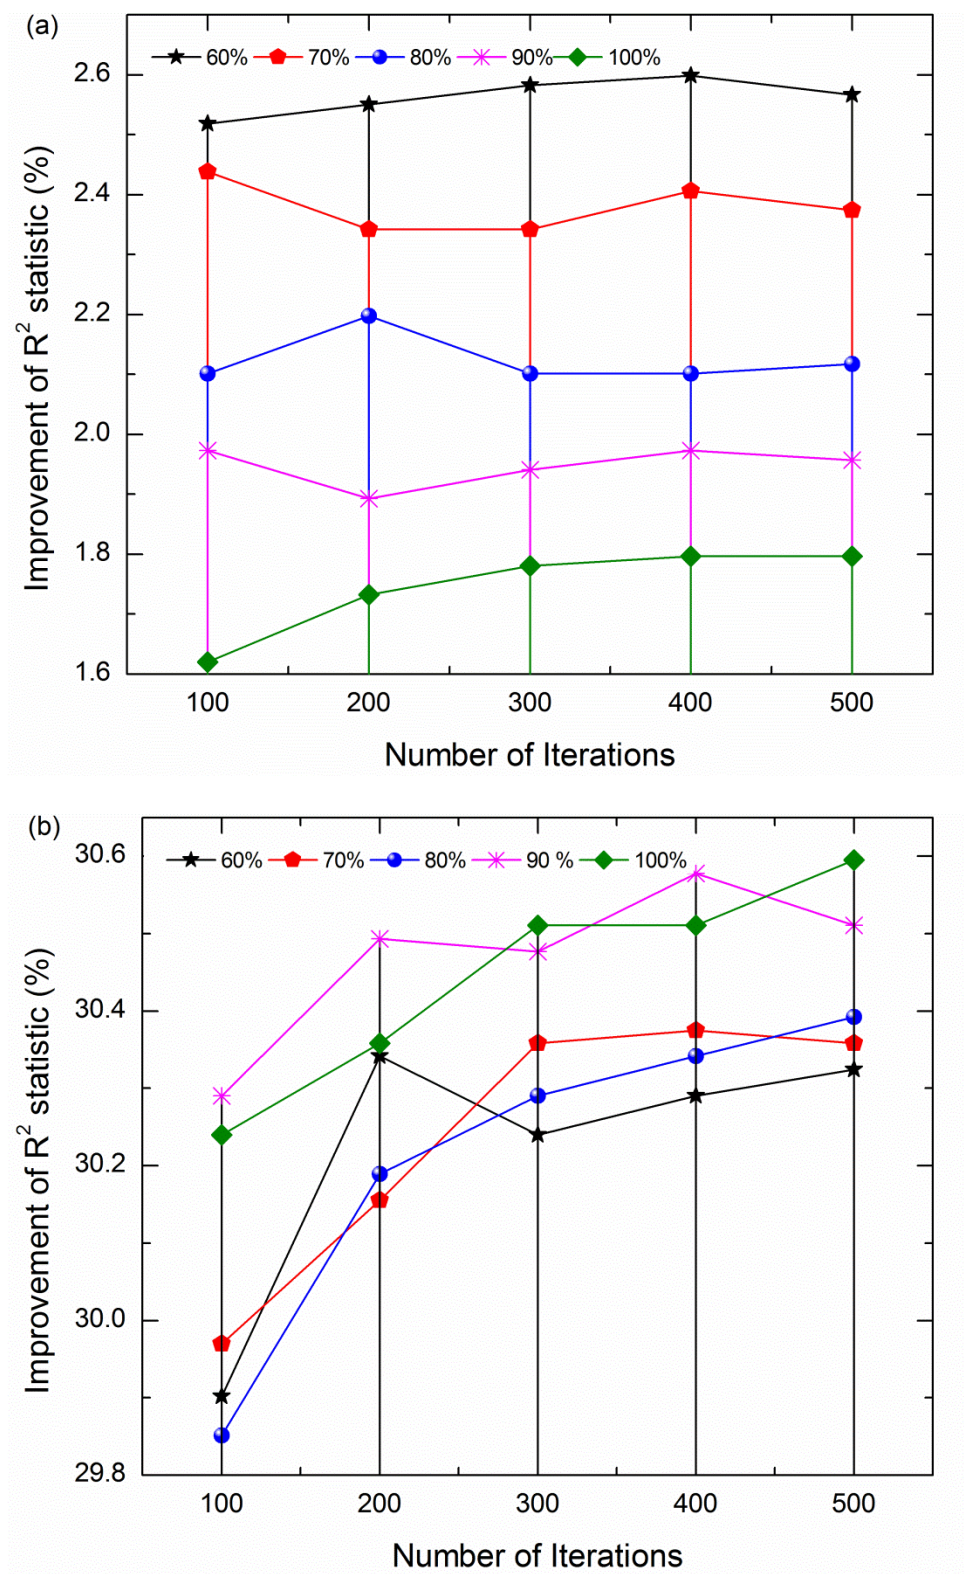 (a)
60% 70% 80% 90% 100%
2.6
2.4
2.2
2.0
1.8
1.6
Improvement of R² statistic (%)
100 200 300 400 500
Number of Iterations
(b)
60% 70% 80% 90 % 100%
30.6
30.4
30.2
30.0
29.8
Improvement of R² statistic (%)
100 200 300 400 500
Number of Iterations